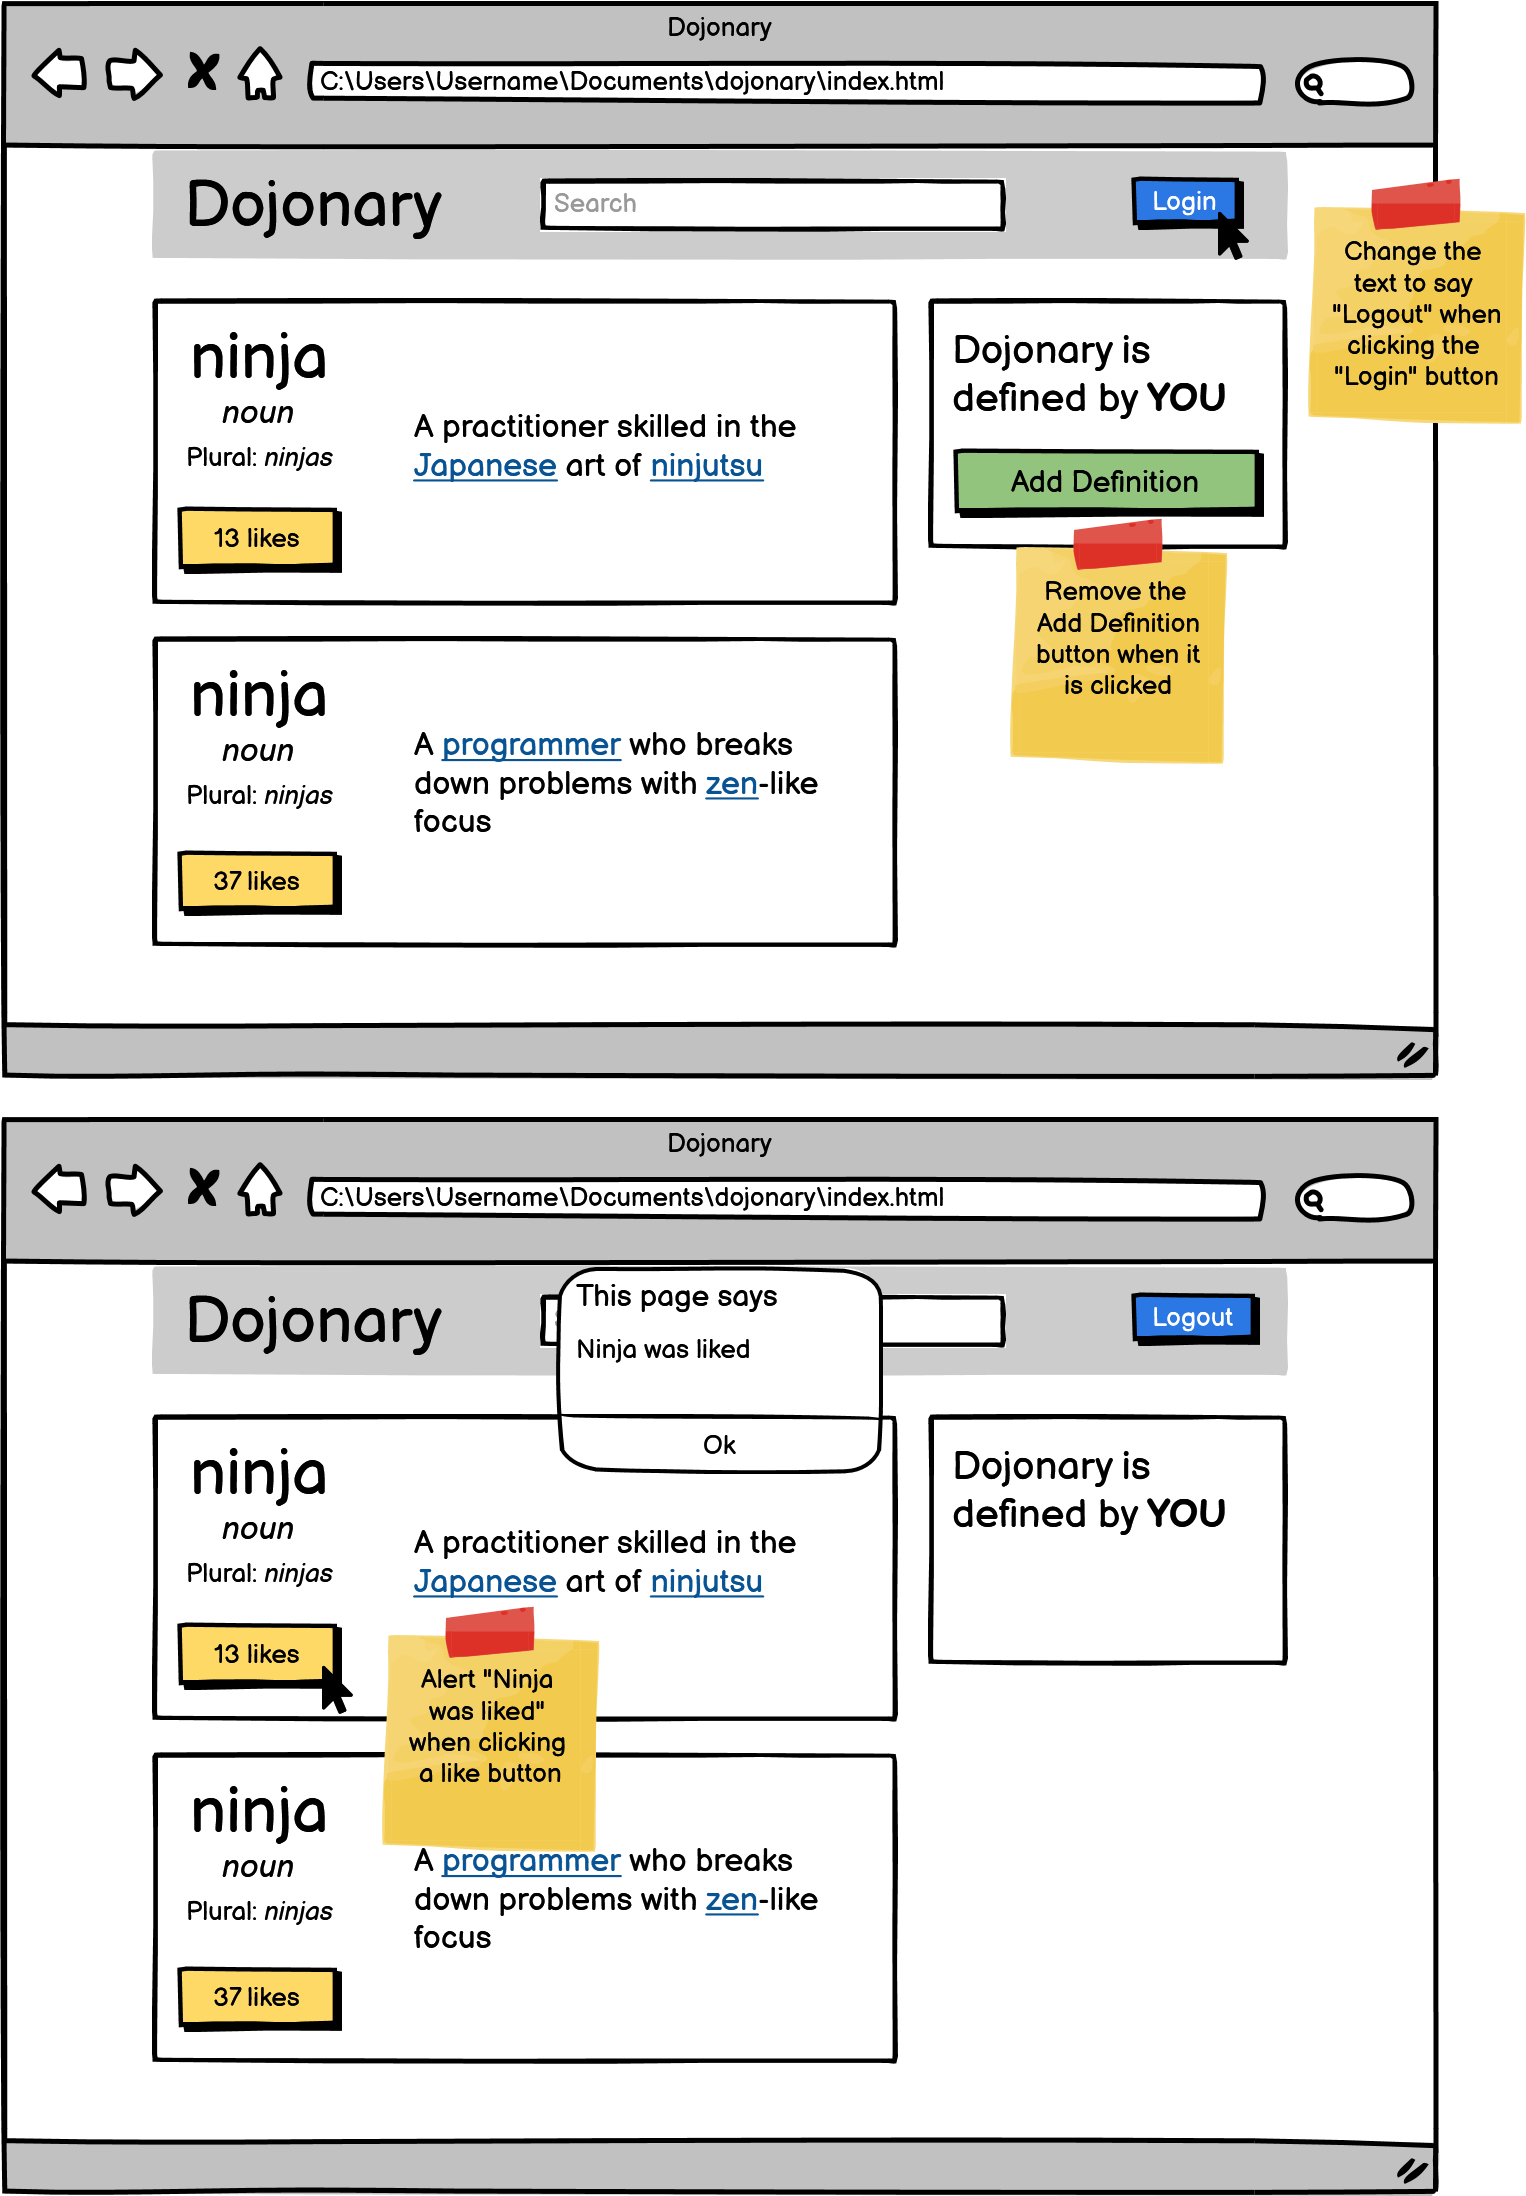 Dojonary
C:\Users\Username\Documents\dojonary\index.html
Dojonary
Search
Login
Change the
text to say
"Logout" when
clicking the
"Login" button
ninja
noun
Plural: ninjas
13 likes
A practitioner skilled in the
Japanese art of ninjutsu
Dojonary is
defined by YOU
Add Definition
Remove the
Add Definition
button when it
is clicked
ninja
noun
Plural: ninjas
37 likes
A programmer who breaks
down problems with zen-like
focus
Dojonary
C:\Users\Username\Documents\dojonary\index.html
Dojonary
This page says
Ninja was liked
Ok
Logout
ninja
noun
Plural: ninjas
13 likes
A practitioner skilled in the
Japanese art of ninjutsu
Alert "Ninja
was liked"
when clicking
a like button
Dojonary is
defined by YOU
ninja
noun
Plural: ninjas
37 likes
A programmer who breaks
down problems with zen-like
focus